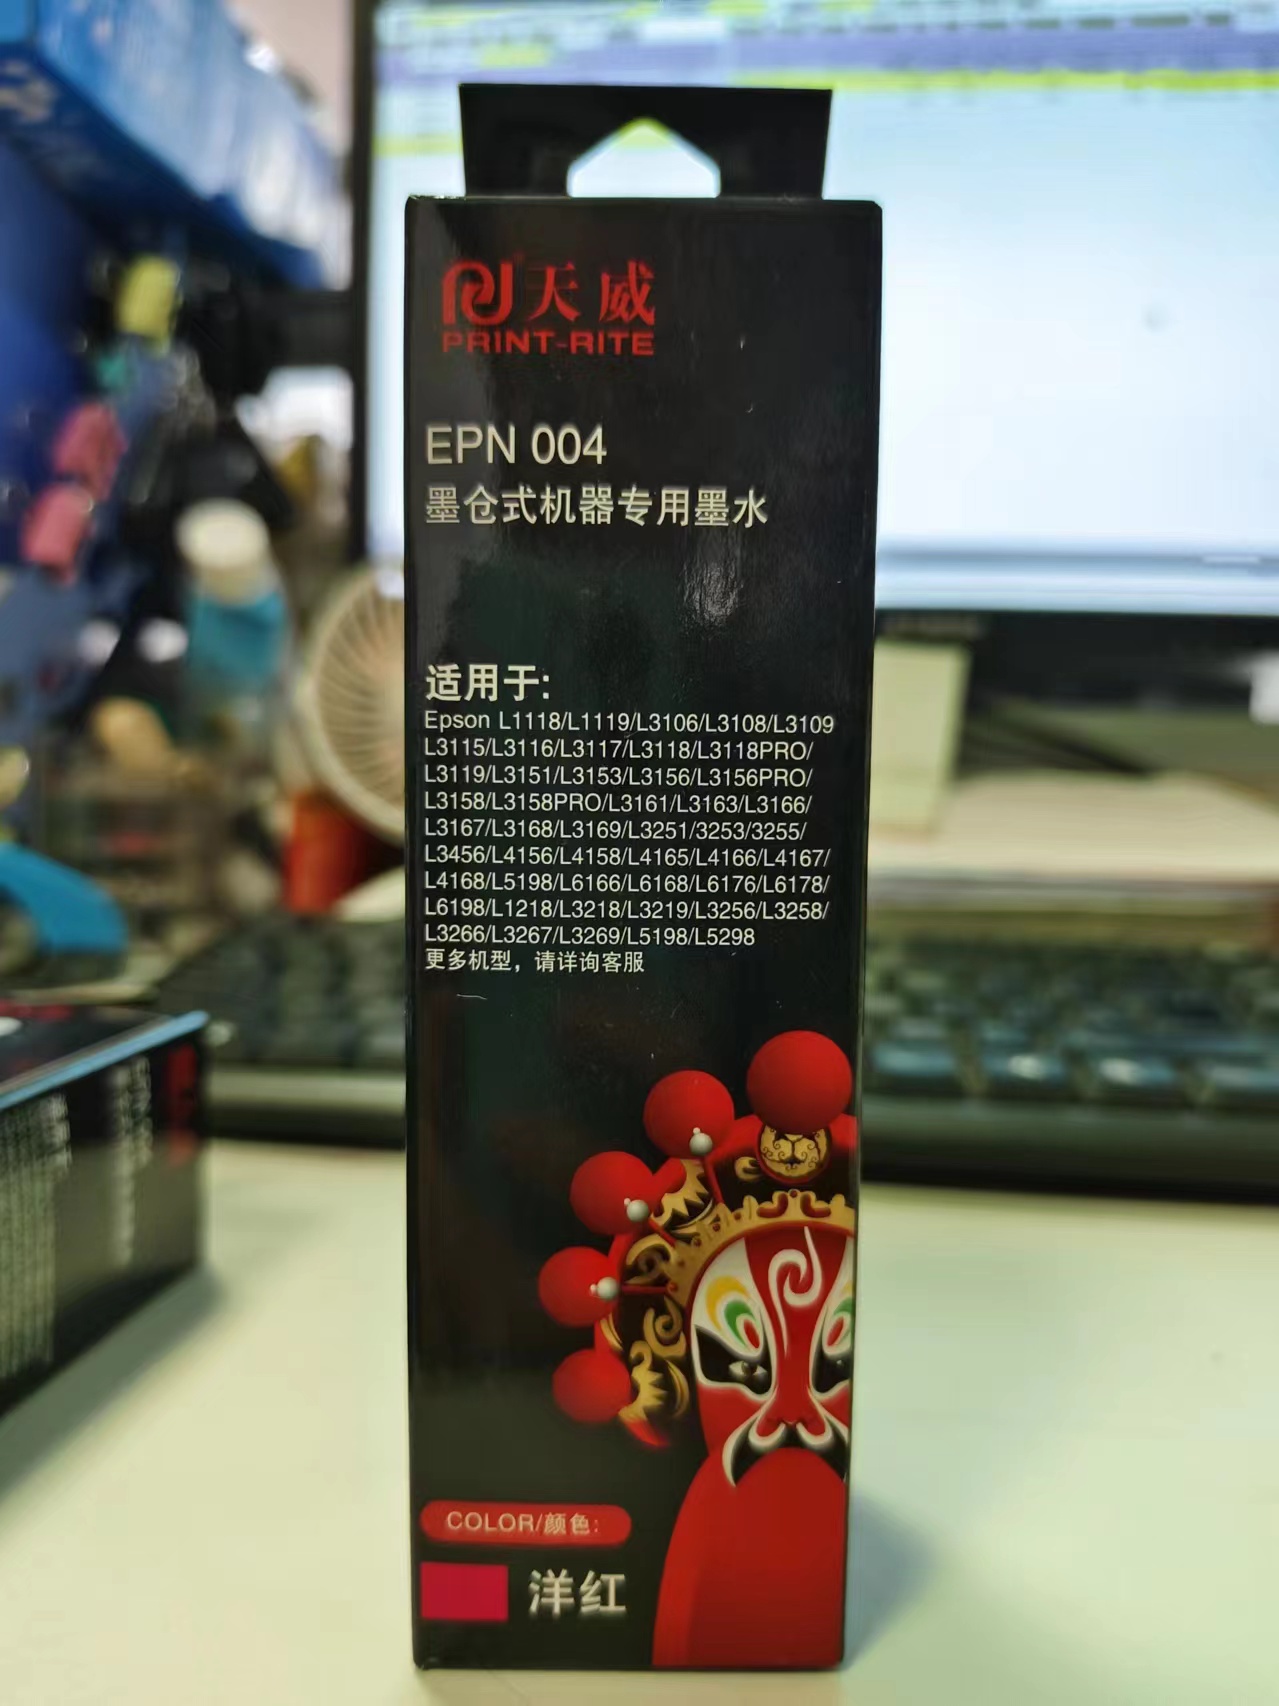 天威
PRINT-RITE
EPN 004
墨仓式机器专用墨水
适用于:
Epson L1118/L1119/L3106/L3108/L3109
L3115/L3116/L3117/L3118/L3118PRO/
L3119/L3151/L3153/L3156/L3156PRO/
L3158/L3158PRO/L3161/L3163/L3166/
L3167/L3168/L3169/L3251/3253/3255/
L3456/L4156/L4158/L4165/L4166/L4167/
L4168/L5198/L6166/L6168/L6176/L6178/
L6198/L1218/L3218/L3219/L3256/L3258/
L3266/L3267/L3269/L5198/L5298
更多机型，请详询客服
COLOR/颜色:
洋红